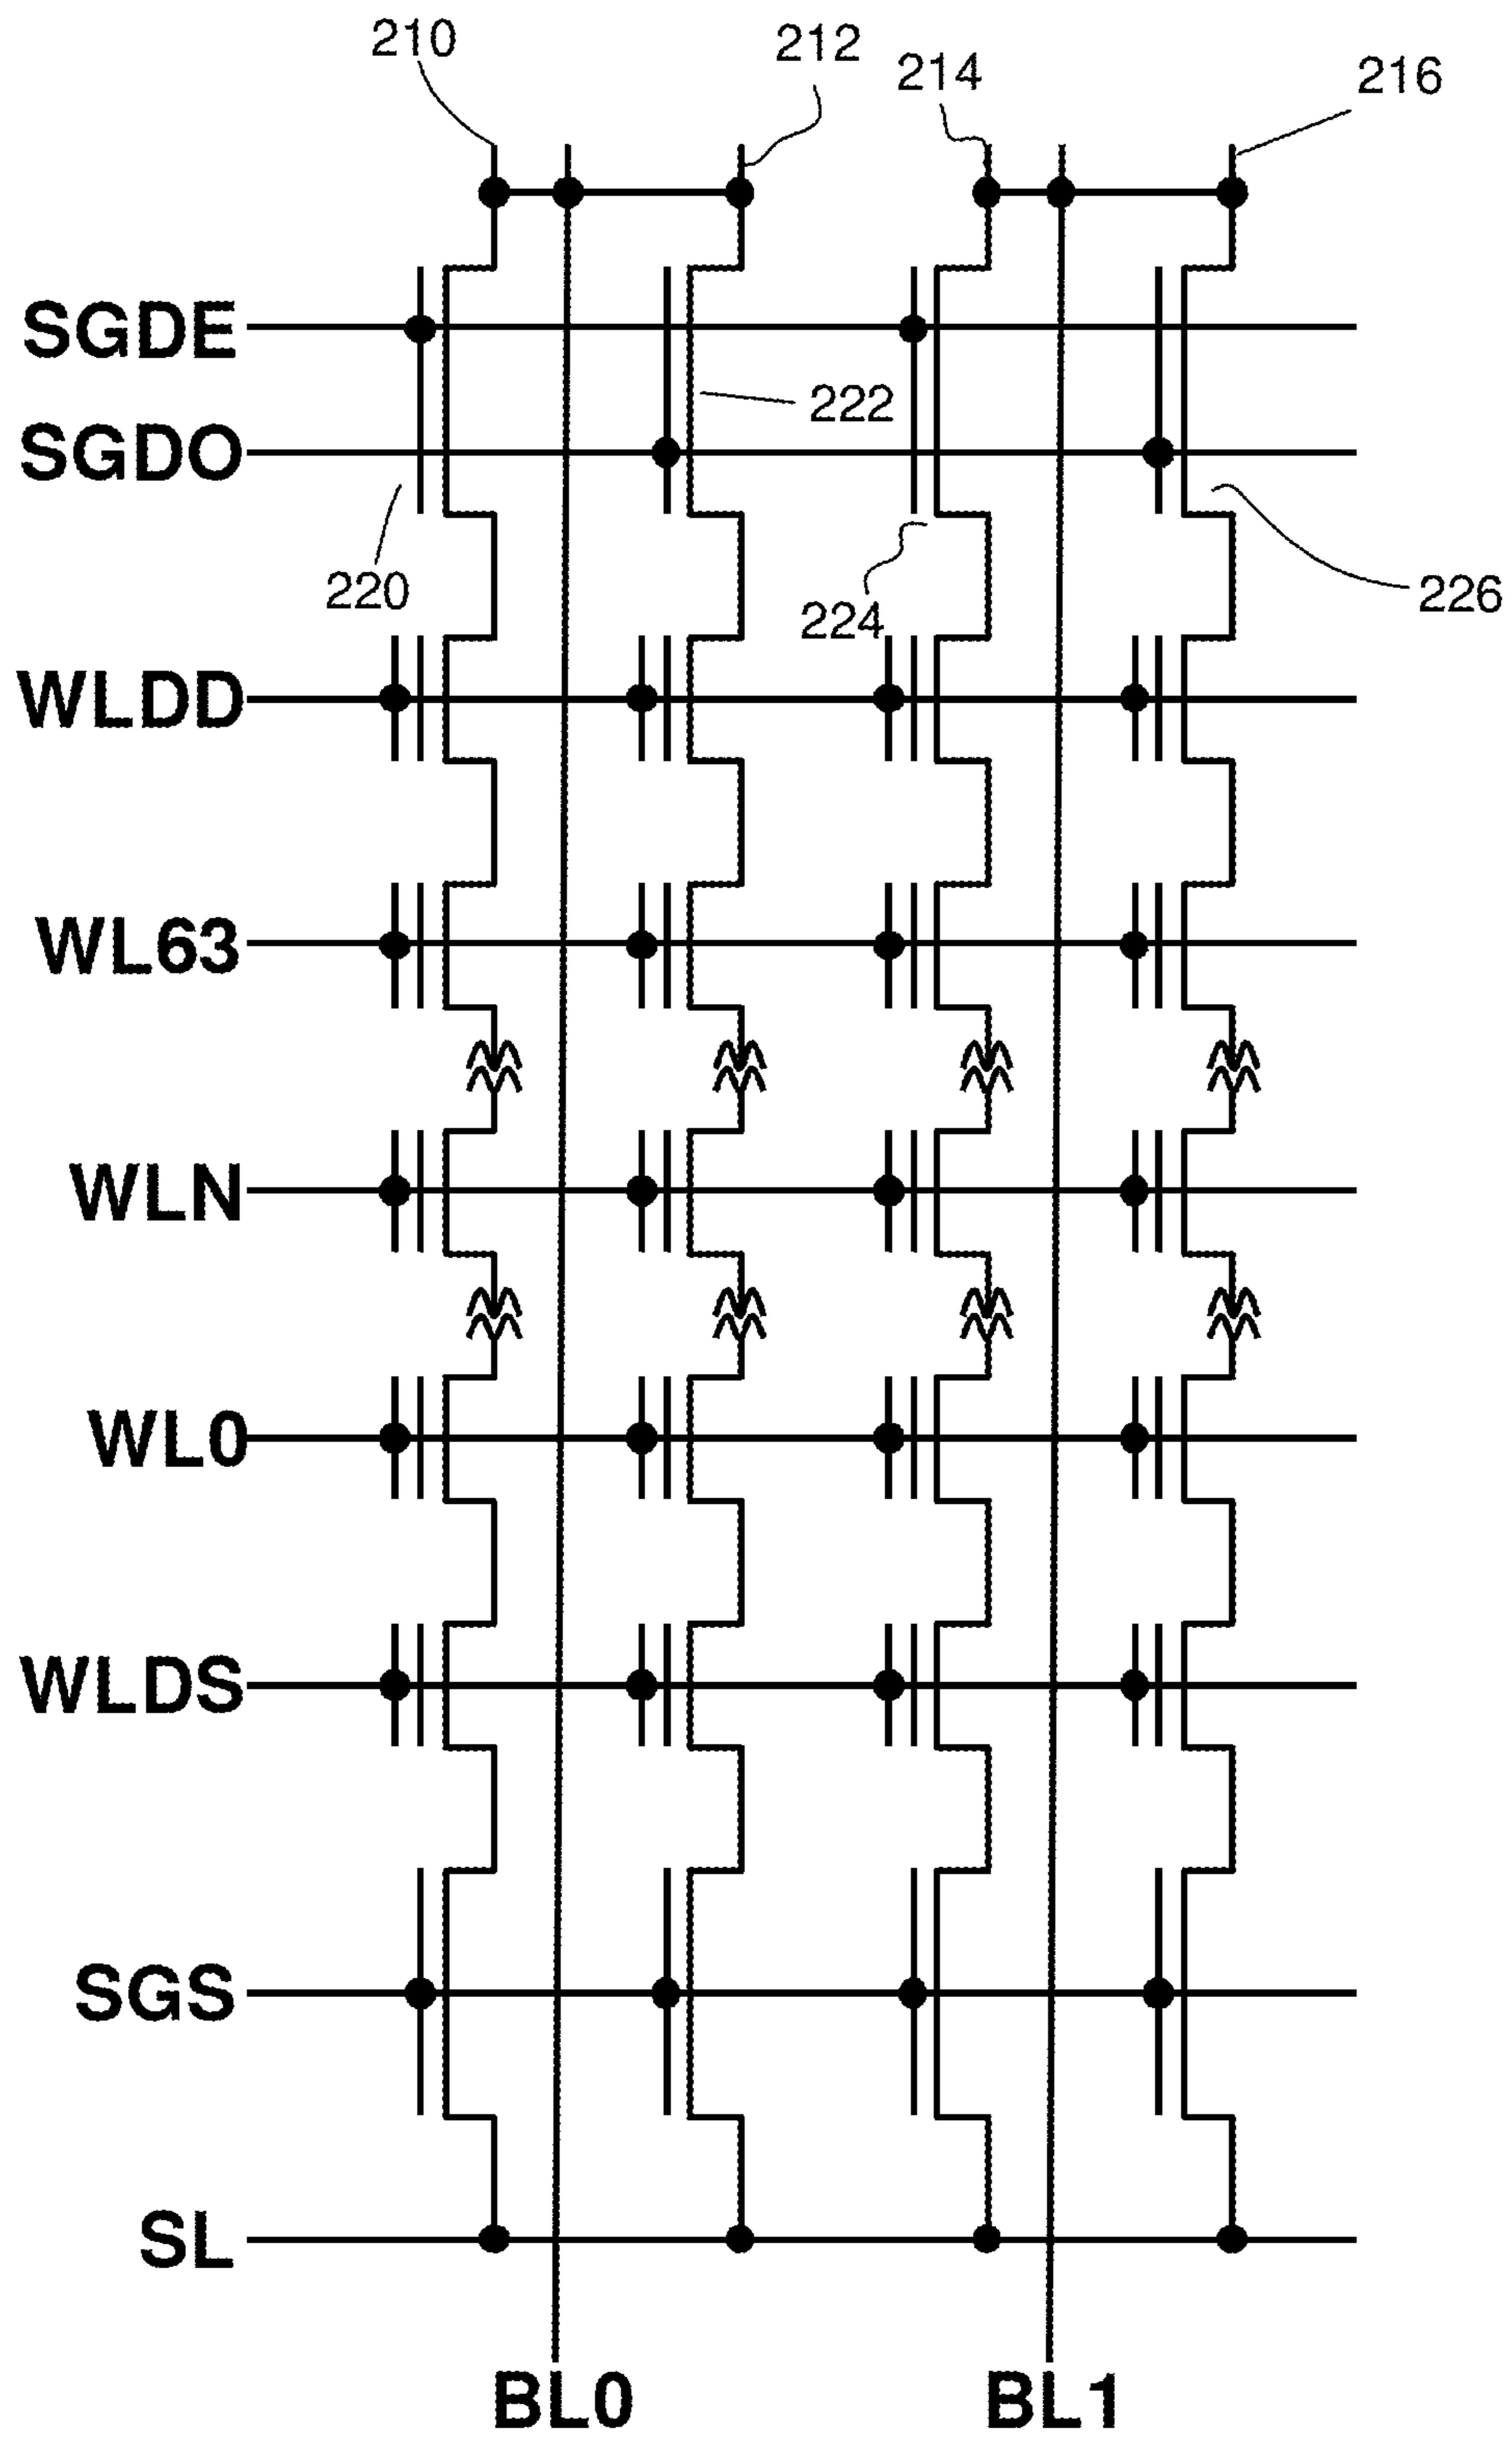 210
212
214
216
SGDE
222
SGDO
220
224
226
WLDD
WL63
WLN
WL0
WLDS
SGS
SL
BL0
BL1